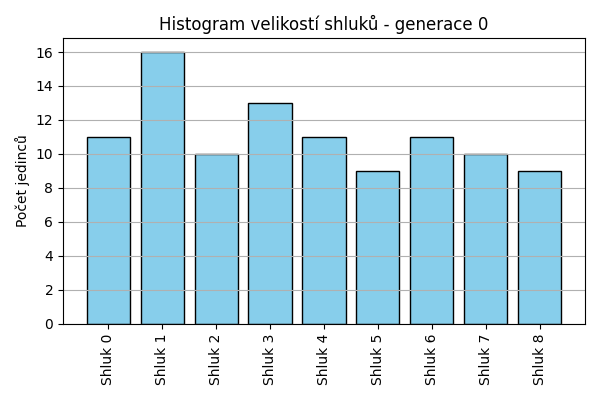 Histogram velikostí shluků - generace 0
Počet jedinců
16
14
12
10
8
6
4
2
0
Shluk 0
Shluk 1
Shluk 2
Shluk 3
Shluk 4
Shluk 5
Shluk 6
Shluk 7
Shluk 8